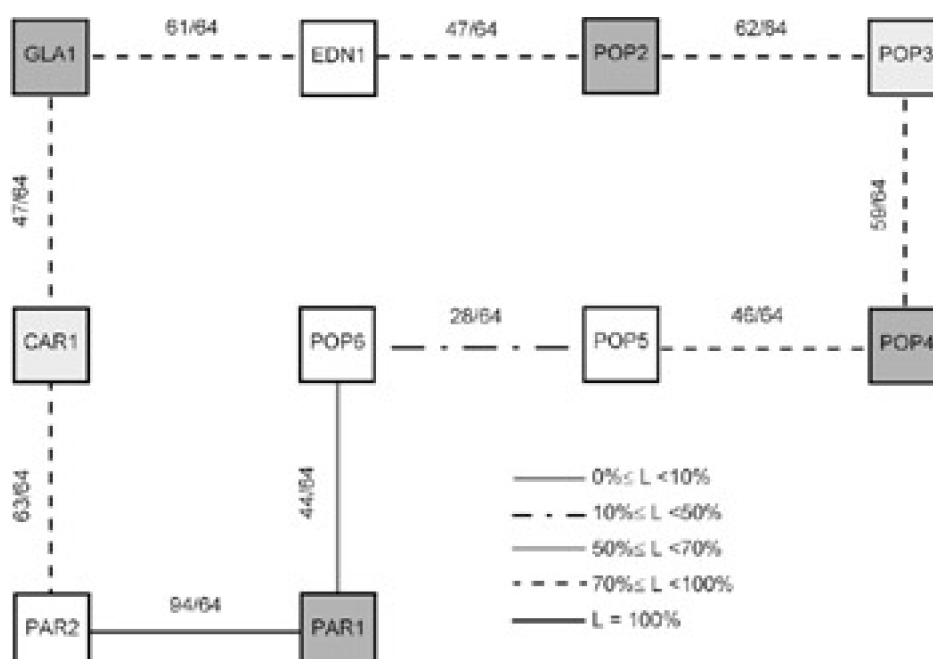 61/64
47/64
62/64
GLA1
EDN1
POP2
POP3
47/64
59/64
CAR1
POP6
28/64
POP5
46/64
POP4
63/64
44/64
0%≤ L <10%
10%≤ L <50%
50%≤ L <70%
70%≤ L <100%
L = 100%
94/64
PAR2
PAR1